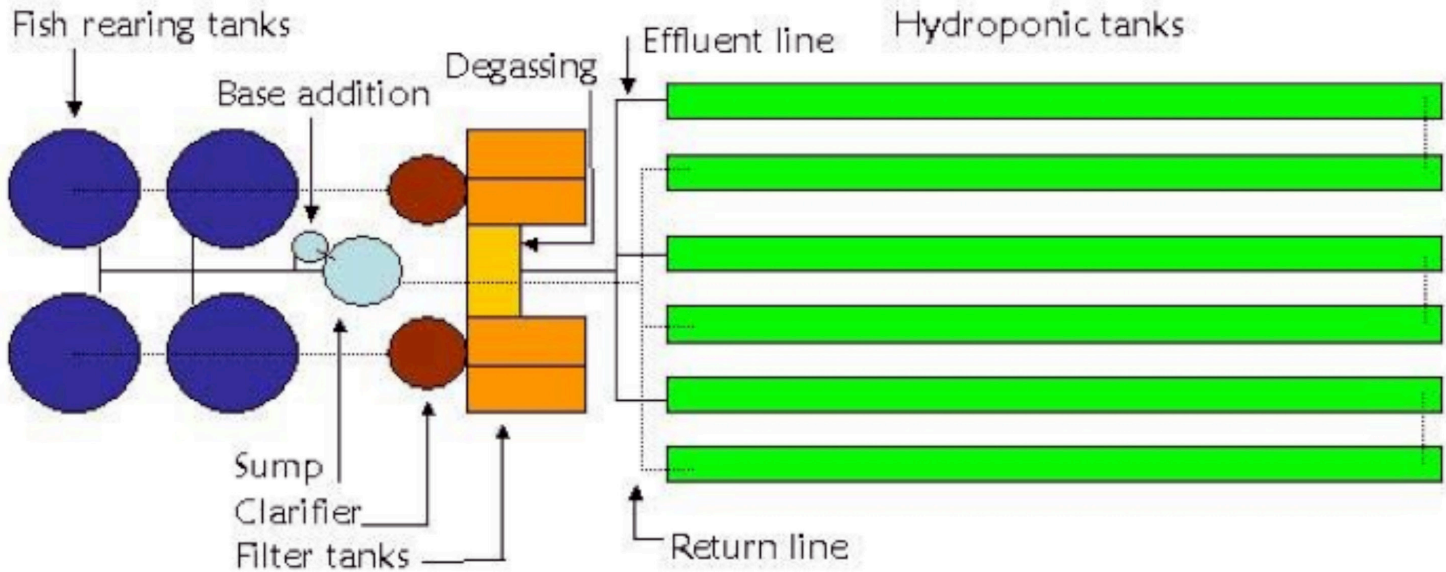 Fish rearing tanks
Effluent line
Hydroponic tanks
Degassing
Base addition
Sump
Clarifier
Filter tanks
Return line